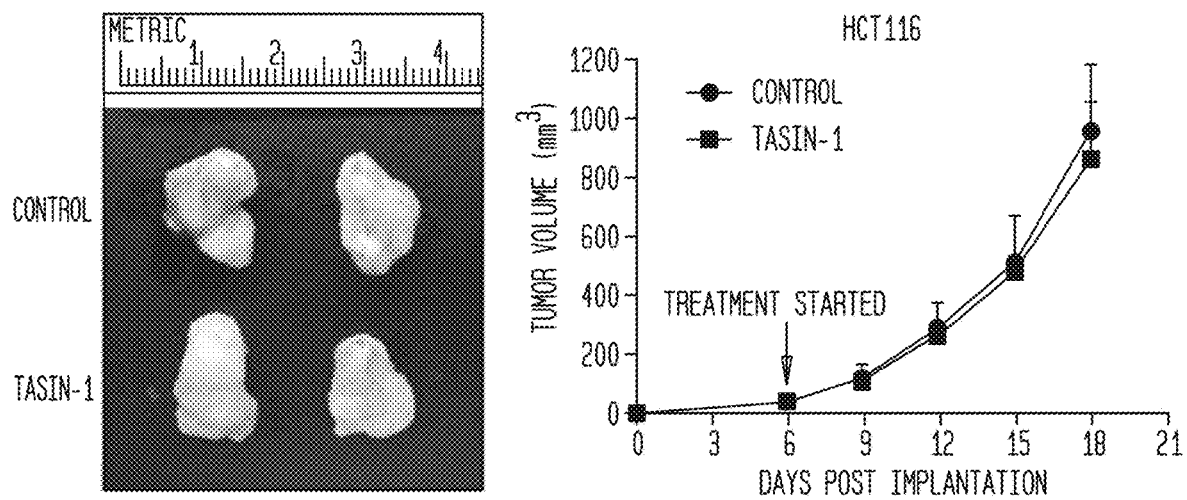 METRIC
1 2 3 4
CONTROL
TASIN-1
HCT116
CONTROL
TASIN-1
TUMOR VOLUME (mm³)
1200
1000
800
600
400
200
0
TREATMENT STARTED
0 3 6 9 12 15 18 21
DAYS POST IMPLANTATION